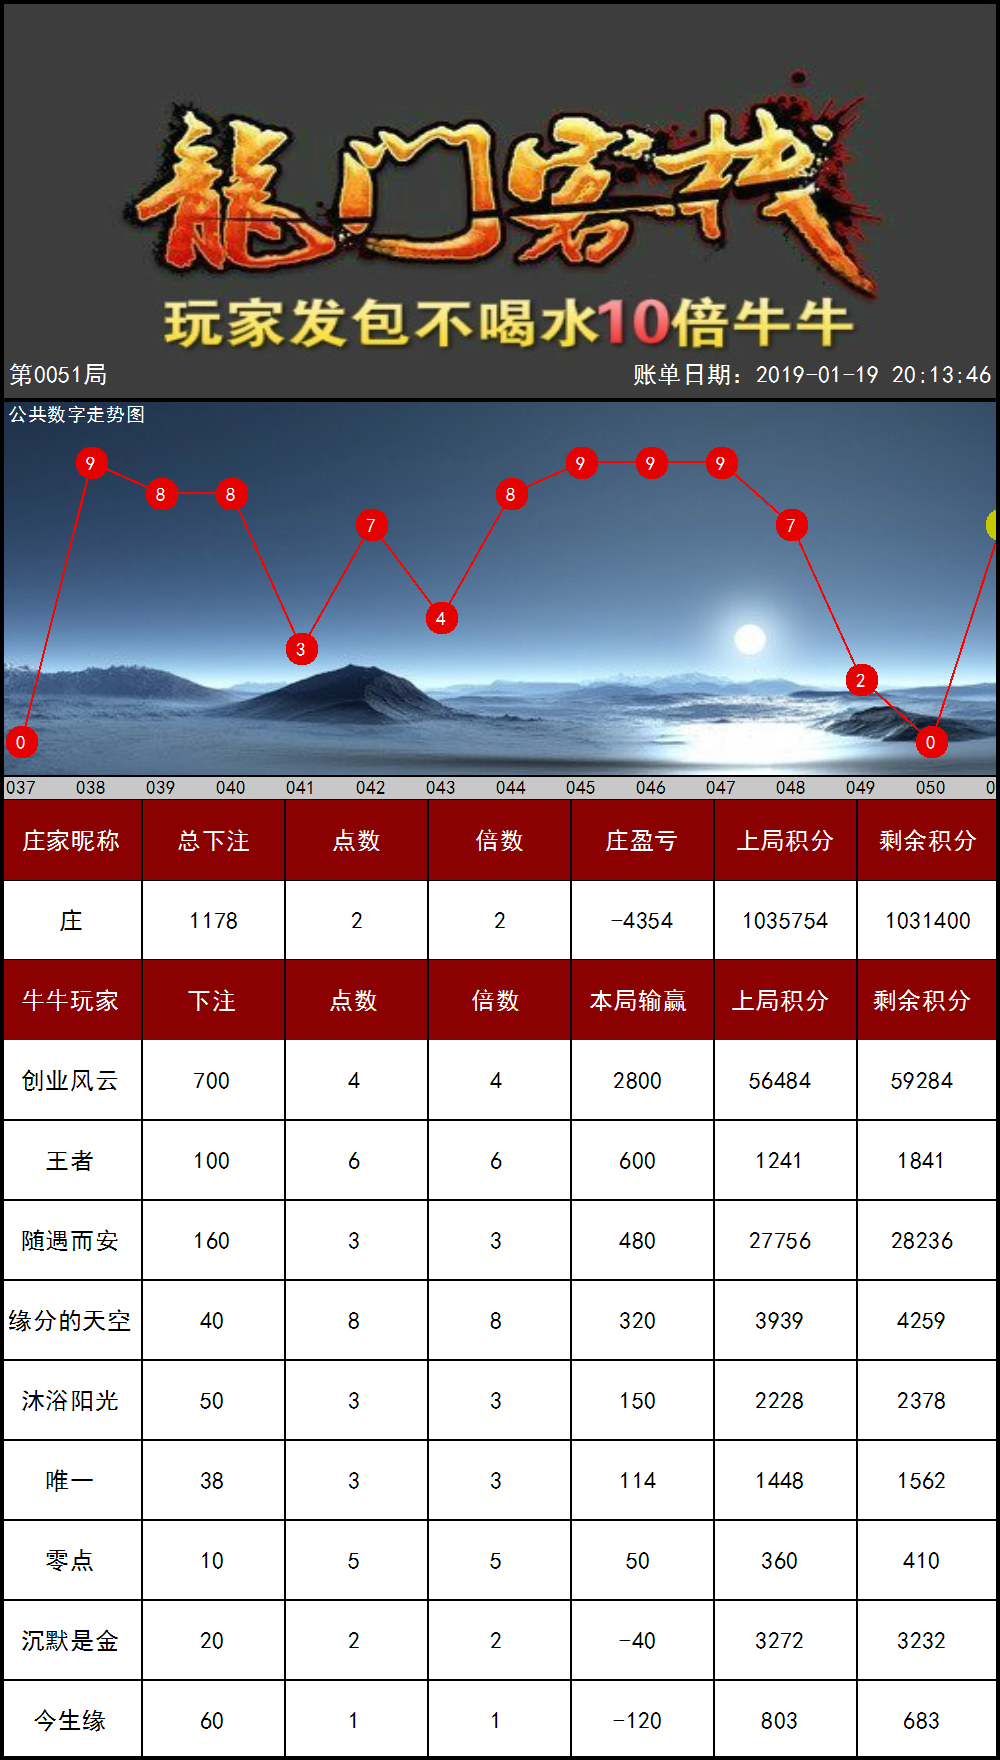 龍门客栈
玩家发包不喝水10倍牛牛
第0051局 账单日期：2019-01-19 20:13:46
公共数字走势图
0 9 8 8 3 7 4 8 9 9 9 7 2 0
037 038 039 040 041 042 043 044 045 046 047 048 049 050 0
庄家昵称 总下注 点数 倍数 庄盈亏 上局积分 剩余积分
庄 1178 2 2 -4354 1035754 1031400
牛牛玩家 下注 点数 倍数 本局输赢 上局积分 剩余积分
创业风云 700 4 4 2800 56484 59284
王者 100 6 6 600 1241 1841
随遇而安 160 3 3 480 27756 28236
缘分的天空 40 8 8 320 3939 4259
沐浴阳光 50 3 3 150 2228 2378
唯一 38 3 3 114 1448 1562
零点 10 5 5 50 360 410
沉默是金 20 2 2 -40 3272 3232
今生缘 60 1 1 -120 803 683